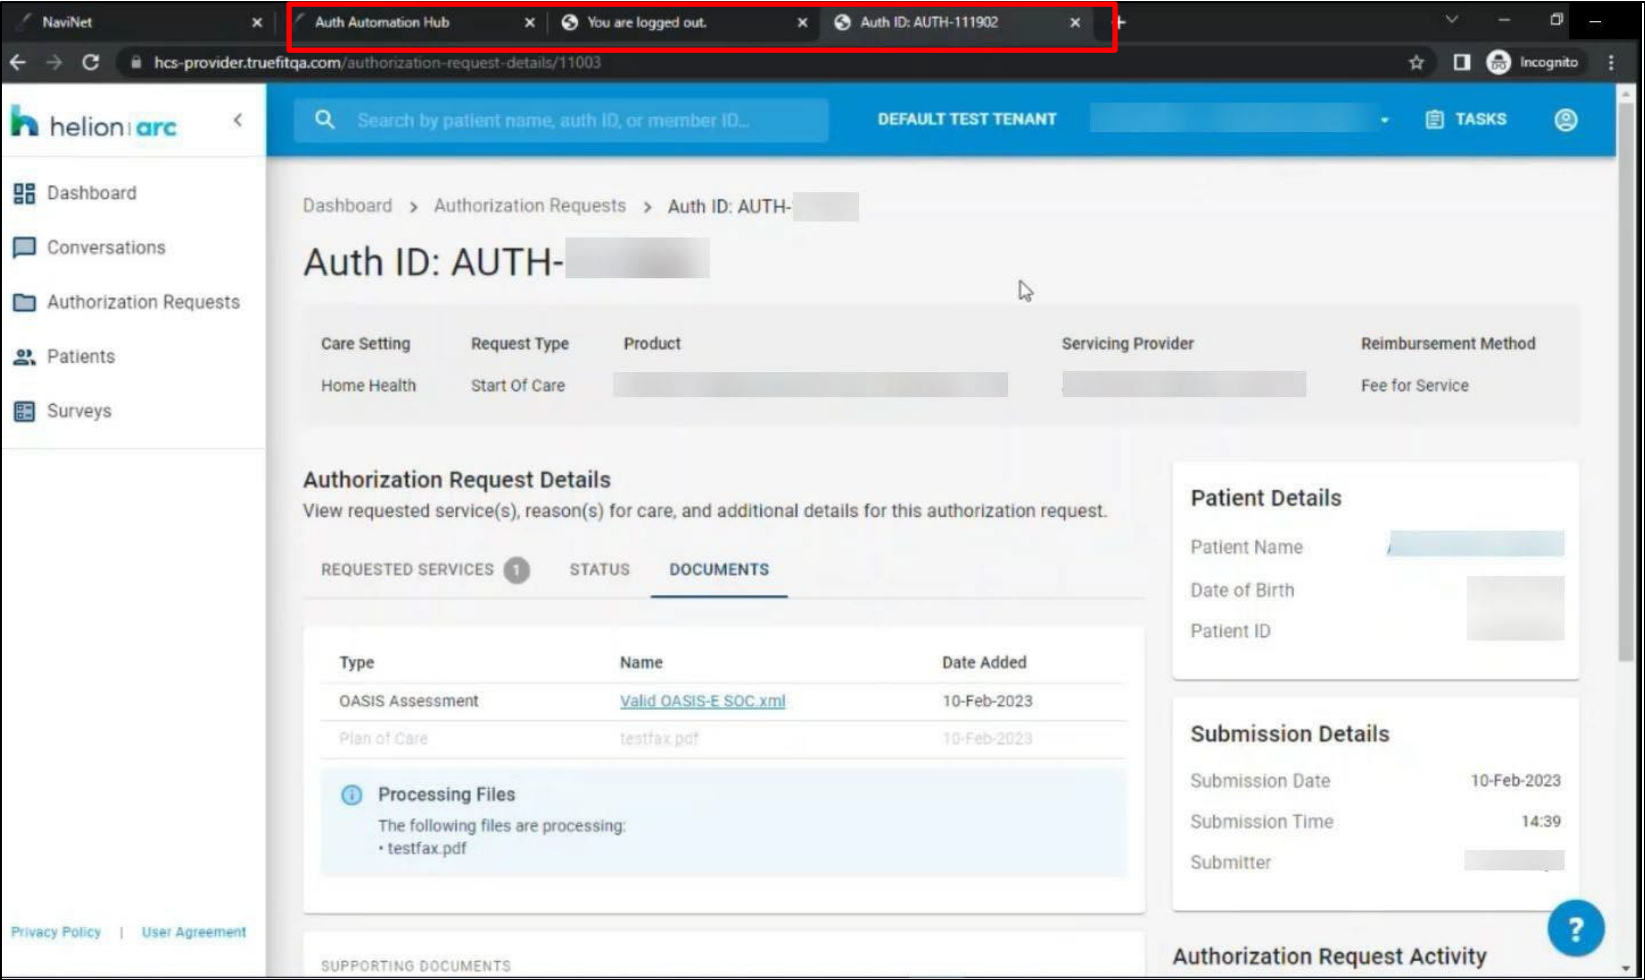 NaviNet
Auth Automation Hub
You are logged out.
Auth ID: AUTH-111902
hcs-provider.truefitqa.com/authorization-request-details/11003
Incognito
helion arc
Search by patient name, auth ID, or member ID...
DEFAULT TEST TENANT
TASKS
Dashboard
Conversations
Authorization Requests
Patients
Surveys
Privacy Policy | User Agreement
Dashboard > Authorization Requests > Auth ID: AUTH-
Auth ID: AUTH-
Care Setting Request Type Product Servicing Provider Reimbursement Method
Home Health Start Of Care Fee for Service
Authorization Request Details
View requested service(s), reason(s) for care, and additional details for this authorization request.
REQUESTED SERVICES 1 STATUS DOCUMENTS
Type Name Date Added
OASIS Assessment Valid OASIS-E SOC.xml 10-Feb-2023
Plan of Care testfax.pdf 10-Feb-2023
Processing Files
The following files are processing:
• testfax.pdf
SUPPORTING DOCUMENTS
Patient Details
Patient Name
Date of Birth
Patient ID
Submission Details
Submission Date 10-Feb-2023
Submission Time 14:39
Submitter
Authorization Request Activity
?